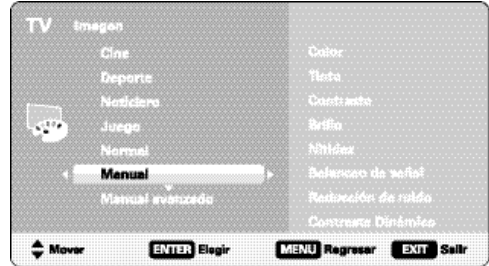 TV Imagen
Cine
Deporte
Noticiero
Juego
Normal
Manual
Manual avanzado
Color
Tinte
Contraste
Brillo
Nitidez
Balanceo de señal
Reducción de ruido
Contraste Dinámico
Mover ENTER Elegir MENU Regresar EXIT Salir